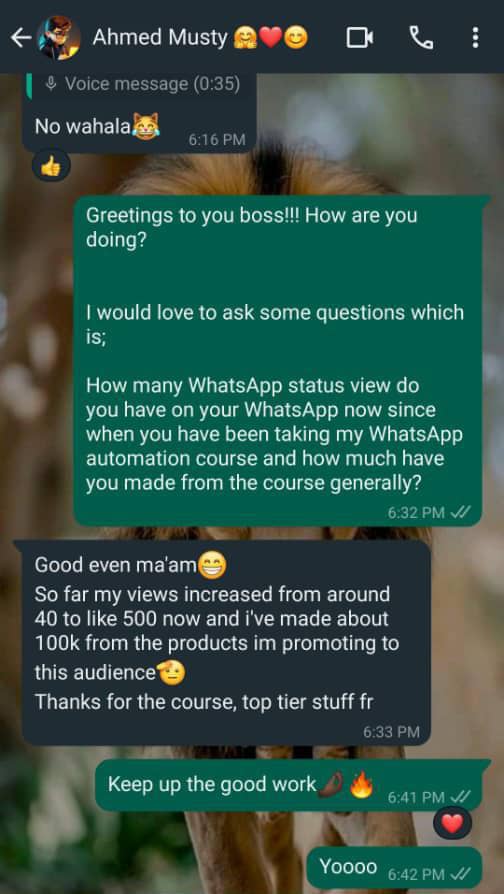 Ahmed Musty 🤗❤️😊
Voice message (0:35)
No wahala😹
6:16 PM
👍
Greetings to you boss!!! How are you
doing?
I would love to ask some questions which
is;
How many WhatsApp status view do
you have on your WhatsApp now since
when you have been taking my WhatsApp
automation course and how much have
you made from the course generally?
6:32 PM
Good even ma'am😁
So far my views increased from around
40 to like 500 now and i've made about
100k from the products im promoting to
this audience🫡
Thanks for the course, top tier stuff fr
6:33 PM
Keep up the good work🪶🔥
6:41 PM
❤️
Yoooo
6:42 PM